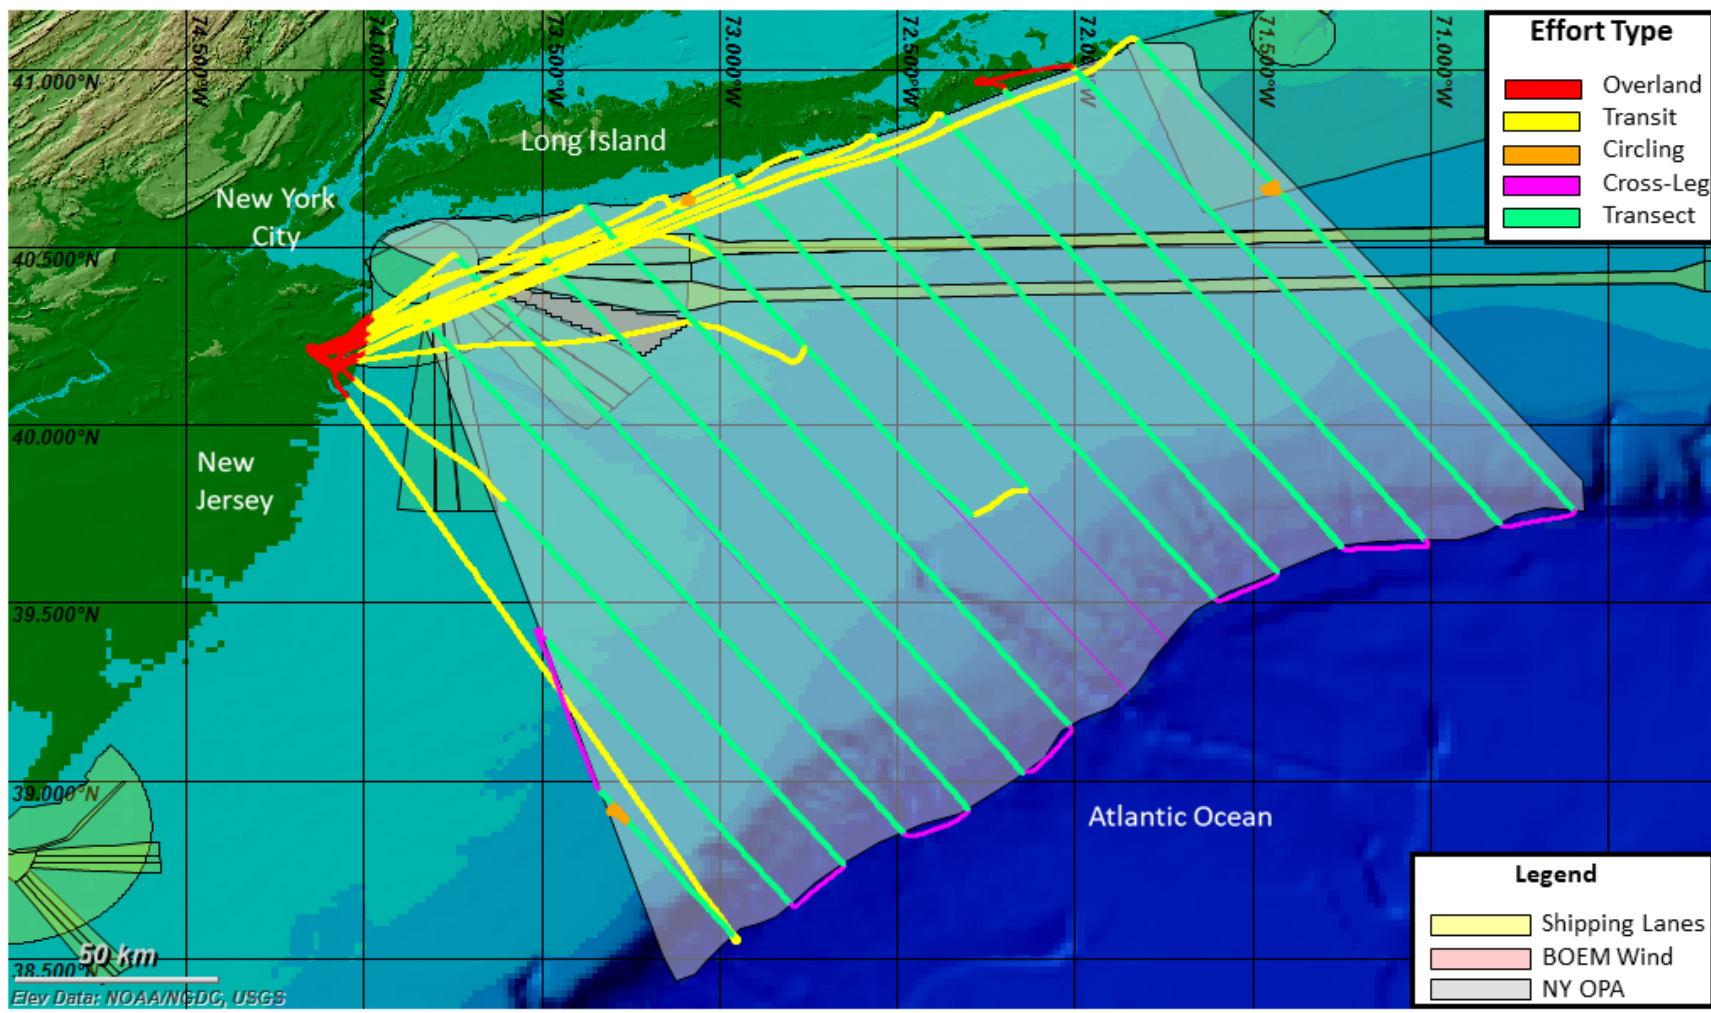 74.500°W
74.000°W
73.500°W
73.000°W
72.500°W
72.000°W
71.500°W
71.000°W
Effort Type
Overland
Transit
Circling
Cross-Leg
Transect
41.000°N
Long Island
New York
City
40.500°N
40.000°N
New
Jersey
39.500°N
39.000°N
Atlantic Ocean
38.500°N
50 km
Elev Data: NOAA/NGDC, USGS
Legend
Shipping Lanes
BOEM Wind
NY OPA